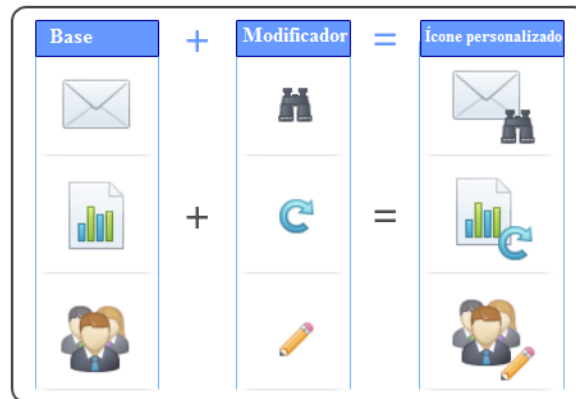 Base + Modificador = Ícone personalizado
+ =